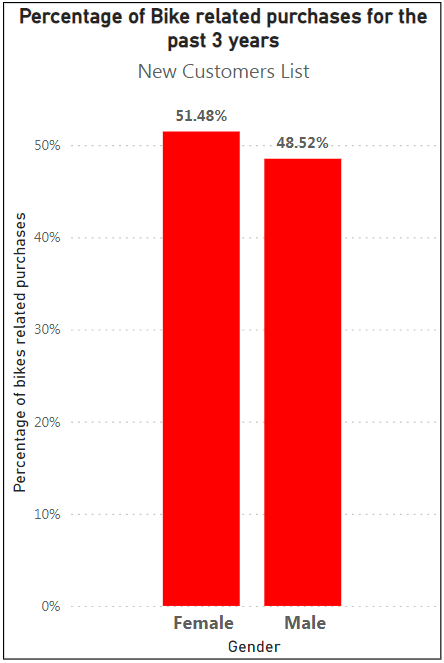 Percentage of Bike related purchases for the
past 3 years
New Customers List
Percentage of bikes related purchases
51.48%
48.52%
50%
40%
30%
20%
10%
0%
Female Male
Gender